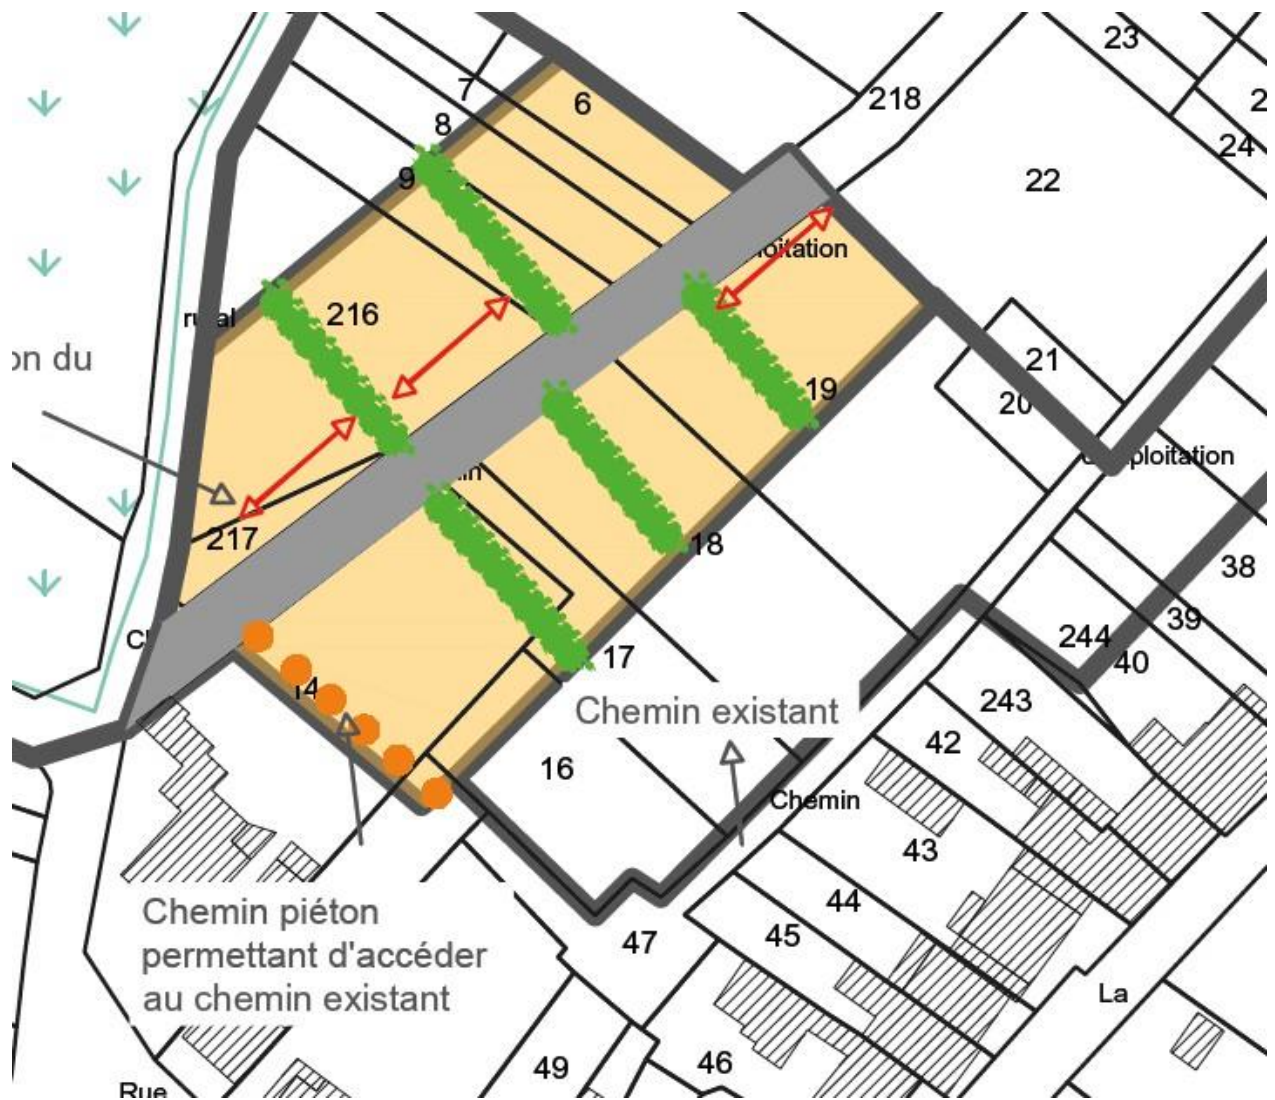 23
7
6
218
2
8
24
9
22
oitation
rural
216
on du
21
19
20
ploitation
217
18
38
39
244
40
17
14
243
Chemin existant
42
16
Chemin
43
44
Chemin piéton
permettant d'accéder
au chemin existant
45
47
La
46
49
Rue